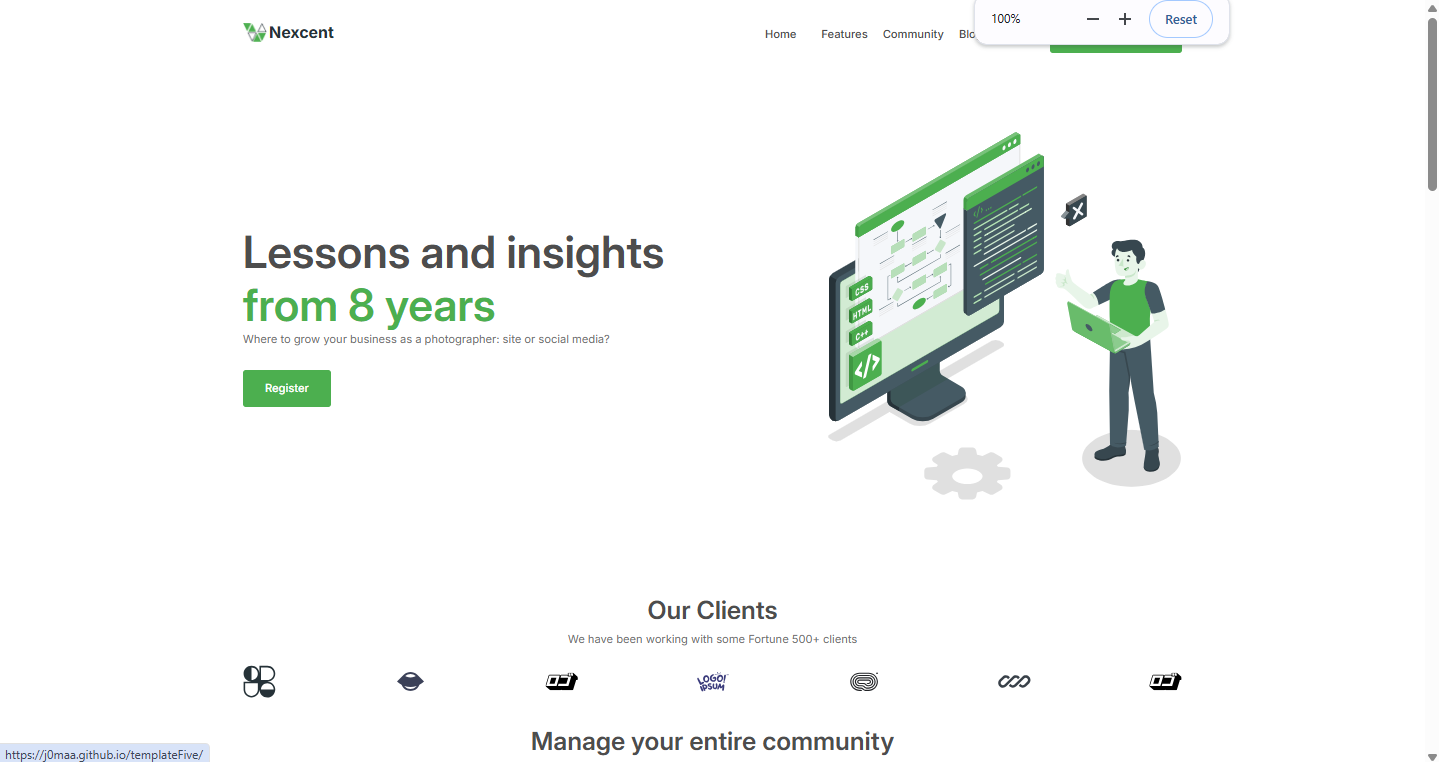 Nexcent
Home Features Community
100% Reset
Lessons and insights
from 8 years
Where to grow your business as a photographer: site or social media?
Register
CSS
HTML
C++
</>
Our Clients
We have been working with some Fortune 500+ clients
LOGO!
IPSUM
Manage your entire community
https://j0maa.github.io/templateFive/